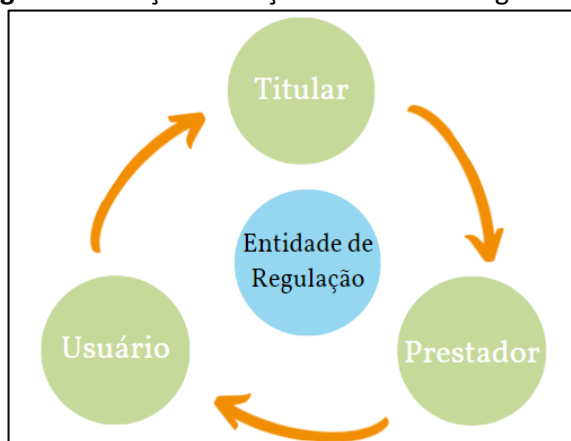 Titular
Entidade de
Regulação
Usuário
Prestador